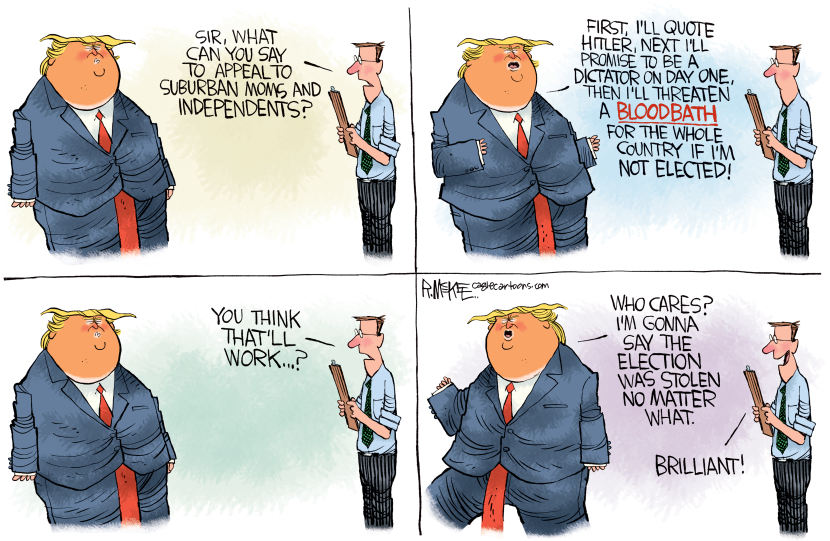 SIR, WHAT
CAN YOU SAY
TO APPEAL TO
SUBURBAN MOMS AND
INDEPENDENTS?
FIRST, I'LL QUOTE
HITLER, NEXT I'LL
PROMISE TO BE A
DICTATOR ON DAY ONE,
THEN I'LL THREATEN
A BLOODBATH
FOR THE WHOLE
COUNTRY IF I'M
NOT ELECTED!
YOU THINK
THAT'LL
WORK...?
R. McKEE caglecartoons.com
WHO CARES?
I'M GONNA
SAY THE
ELECTION
WAS STOLEN
NO MATTER
WHAT.
BRILLIANT!